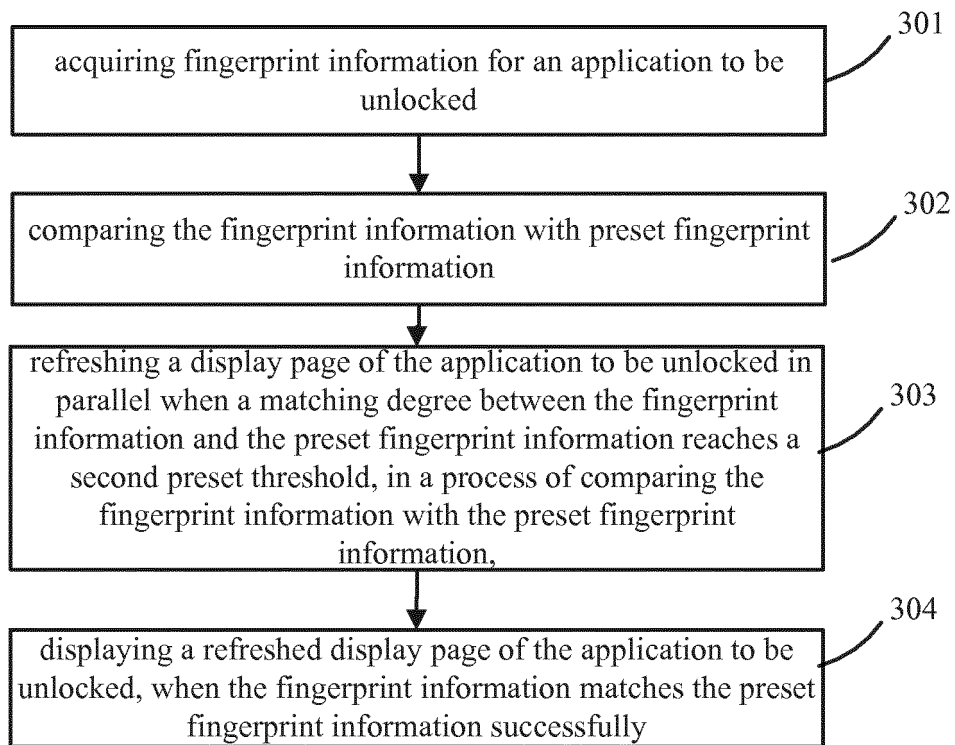 301
acquiring fingerprint information for an application to be
unlocked
302
comparing the fingerprint information with preset fingerprint
information
refreshing a display page of the application to be unlocked in
parallel when a matching degree between the fingerprint
information and the preset fingerprint information reaches a
second preset threshold, in a process of comparing the
fingerprint information with the preset fingerprint
information,
303
304
displaying a refreshed display page of the application to be
unlocked, when the fingerprint information matches the preset
fingerprint information successfully